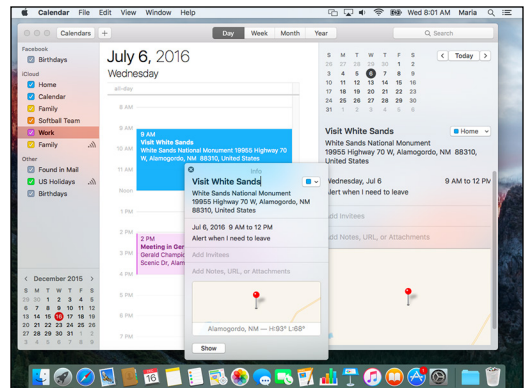 Calendar File Edit View Window Help
Wed 8:01 AM Maria
Calendars +
Day Week Month Year
Search
Facebook
Birthdays
iCloud
Home
Calendar
Family
Softball Team
Work
Family
Other
Found in Mail
US Holidays
Birthdays
December 2015
S M T W T F S
29 30 1 2 3 4 5
6 7 8 9 10 11 12
13 14 15 16 17 18 19
20 21 22 23 24 25 26
27 28 29 30 31 1 2
3 4 5 6 7 8 9
July 6, 2016
Wednesday
all-day
8 AM
9 AM
10 AM
11 AM
Noon
1 PM
2 PM
3 PM
4 PM
5 PM
6 PM
7 PM
9 AM
Visit White Sands
White Sands National Monument 19955 Highway 70
W, Alamogordo, NM 88310, United States
2 PM
Meeting in Ger
Gerald Champic
Scenic Dr, Alam
Info
Visit White Sands
White Sands National Monument
19955 Highway 70 W, Alamogordo, NM
88310, United States
Jul 6, 2016 9 AM to 12 PM
Alert when I need to leave
Add Invitees
Add Notes, URL, or Attachments
Alamogordo, NM — H:93° L:68°
Show
Today
S M T W T F S
26 27 28 29 30 1 2
3 4 5 6 7 8 9
10 11 12 13 14 15 16
17 18 19 20 21 22 23
24 25 26 27 28 29 30
31 1 2 3 4 5 6
Visit White Sands
Home
White Sands National Monument
19955 Highway 70 W, Alamogordo, NM 88310,
United States
Wednesday, Jul 6 9 AM to 12 PM
Alert when I need to leave
Add Invitees
Add Notes, URL, or Attachments
16